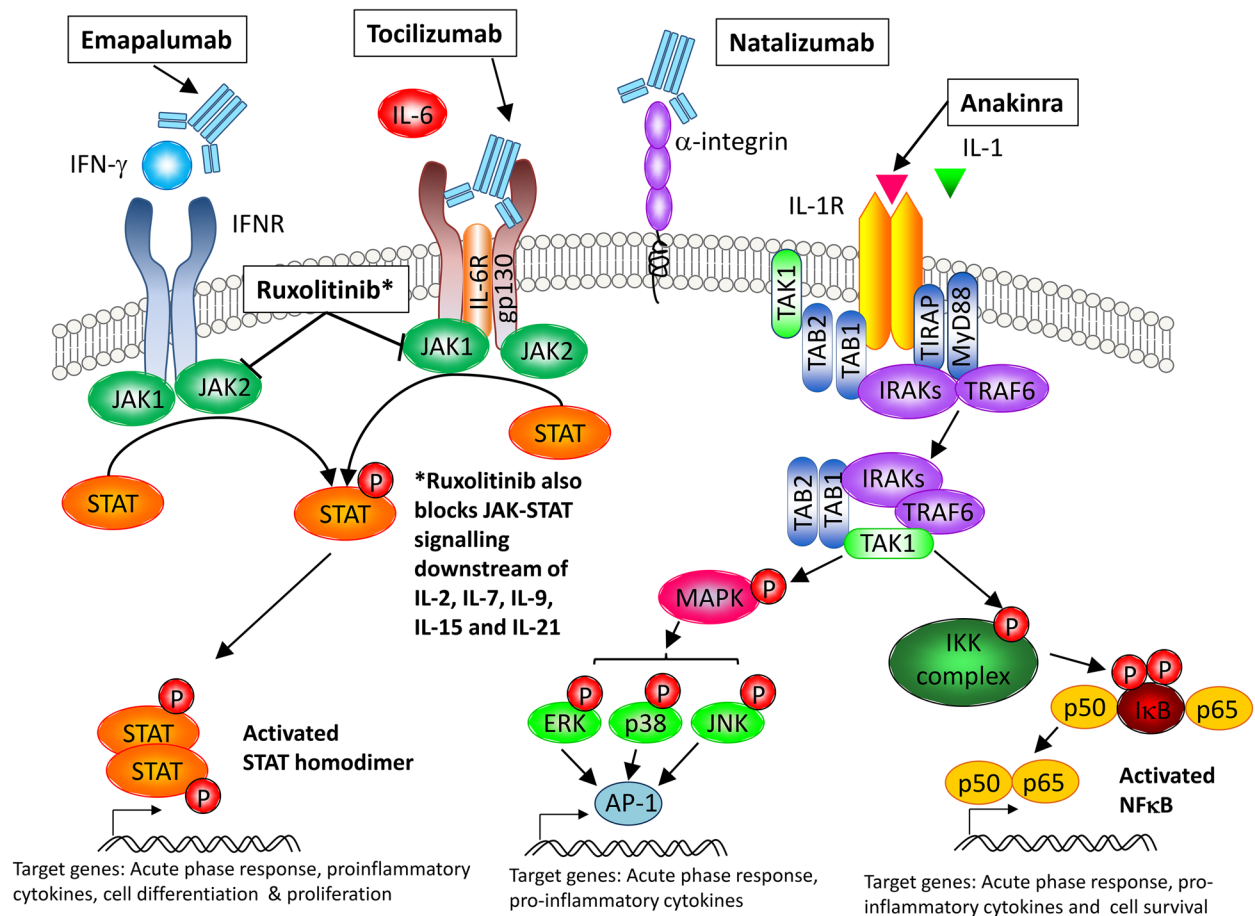 Emapalumab
Tocilizumab
Natalizumab
Anakinra
IL-6
IFN-γ
α-integrin
IL-1
IFNR
IL-1R
Ruxolitinib*
IL-6R
gp130
TAK1
TAB2
TAB1
TIRAP
MyD88
JAK1
JAK2
JAK1
JAK2
IRAKs
TRAF6
STAT
STAT
STAT
P
*Ruxolitinib also
blocks JAK-STAT
signalling
downstream of
IL-2, IL-7, IL-9,
IL-15 and IL-21
TAB2
TAB1
IRAKs
TRAF6
TAK1
MAPK
P
P
IKK
complex
P
P
P
P
P
ERK
p38
JNK
p50
IκB
p65
P
STAT
STAT
P
Activated
STAT homodimer
AP-1
p50
p65
Activated
NFκB
Target genes: Acute phase response, proinflammatory
cytokines, cell differentiation & proliferation
Target genes: Acute phase response,
pro-inflammatory cytokines
Target genes: Acute phase response, pro-
inflammatory cytokines and cell survival